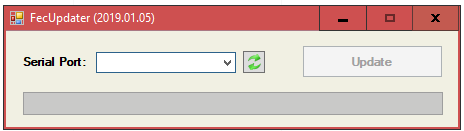 FecUpdater (2019.01.05)
Serial Port:
Update